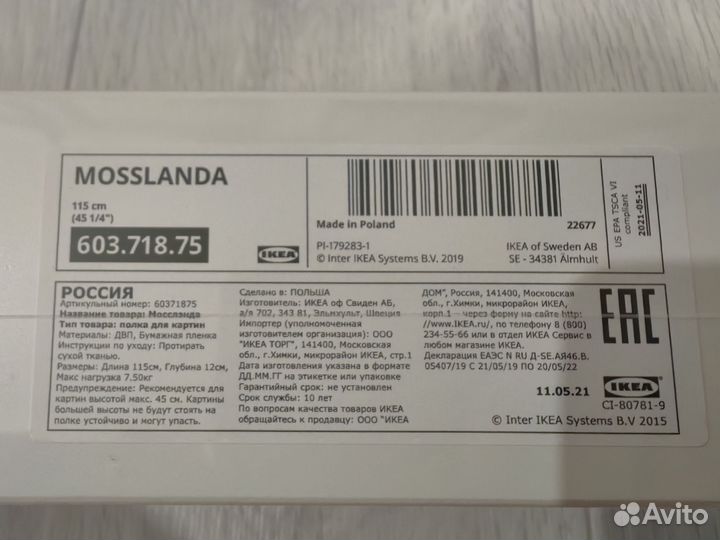 MOSSLANDA
115 cm
(45 1/4")
603.718.75
IKEA
Made in Poland
22677
PI-179283-1
© Inter IKEA Systems B.V. 2019
IKEA of Sweden AB
SE - 34381 Älmhult
US EPA TSCA VI
compliant
2021-05-11
РОССИЯ
Артикульный номер: 60371875
Название товара: Мосслэнда
Тип товара: полка для картин
Материалы: ДВП, Бумажная пленка
Инструкции по уходу: Протирать
сухой тканью.
Размеры: Длина 115см, Глубина 12см,
Макс нагрузка 7.50кг
Предупреждение: Рекомендуется для
картин высотой макс. 45 см. Картины
большей высоты не будут стоять на
полке устойчиво и могут упасть.
Сделано в: ПОЛЬША
Изготовитель: ИКЕА оф Свиден АБ,
а/я 702, 343 81, Эльмхульт, Швеция
Импортер (уполномоченная
изготовителем организация): ООО
"ИКЕА ТОРГ", 141400, Московская
обл., г.Химки, микрорайон ИКЕА, стр.1
Дата изготовления указана в формате
ДД.ММ.ГГ на этикетке или упаковке
Гарантийный срок: не установлен
Срок службы: 10 лет
По вопросам качества товаров ИКЕА
обращайтесь к продавцу: ООО "ИКЕА
ДОМ", Россия, 141400, Московская
обл., г.Химки, микрорайон ИКЕА,
корп.1 - через форму на сайте http:
//www.IKEA.ru/, по телефону 8 (800)
234-55-66 или в отдел IKEA Сервис в
любом магазине ИКЕА.
Декларация ЕАЭС N RU Д-SE.АЯ46.В.
05407/19 С 21/05/19 ПО 20/05/22
11.05.21
EAC
IKEA
CI-80781-9
© Inter IKEA Systems B.V 2015
Avito